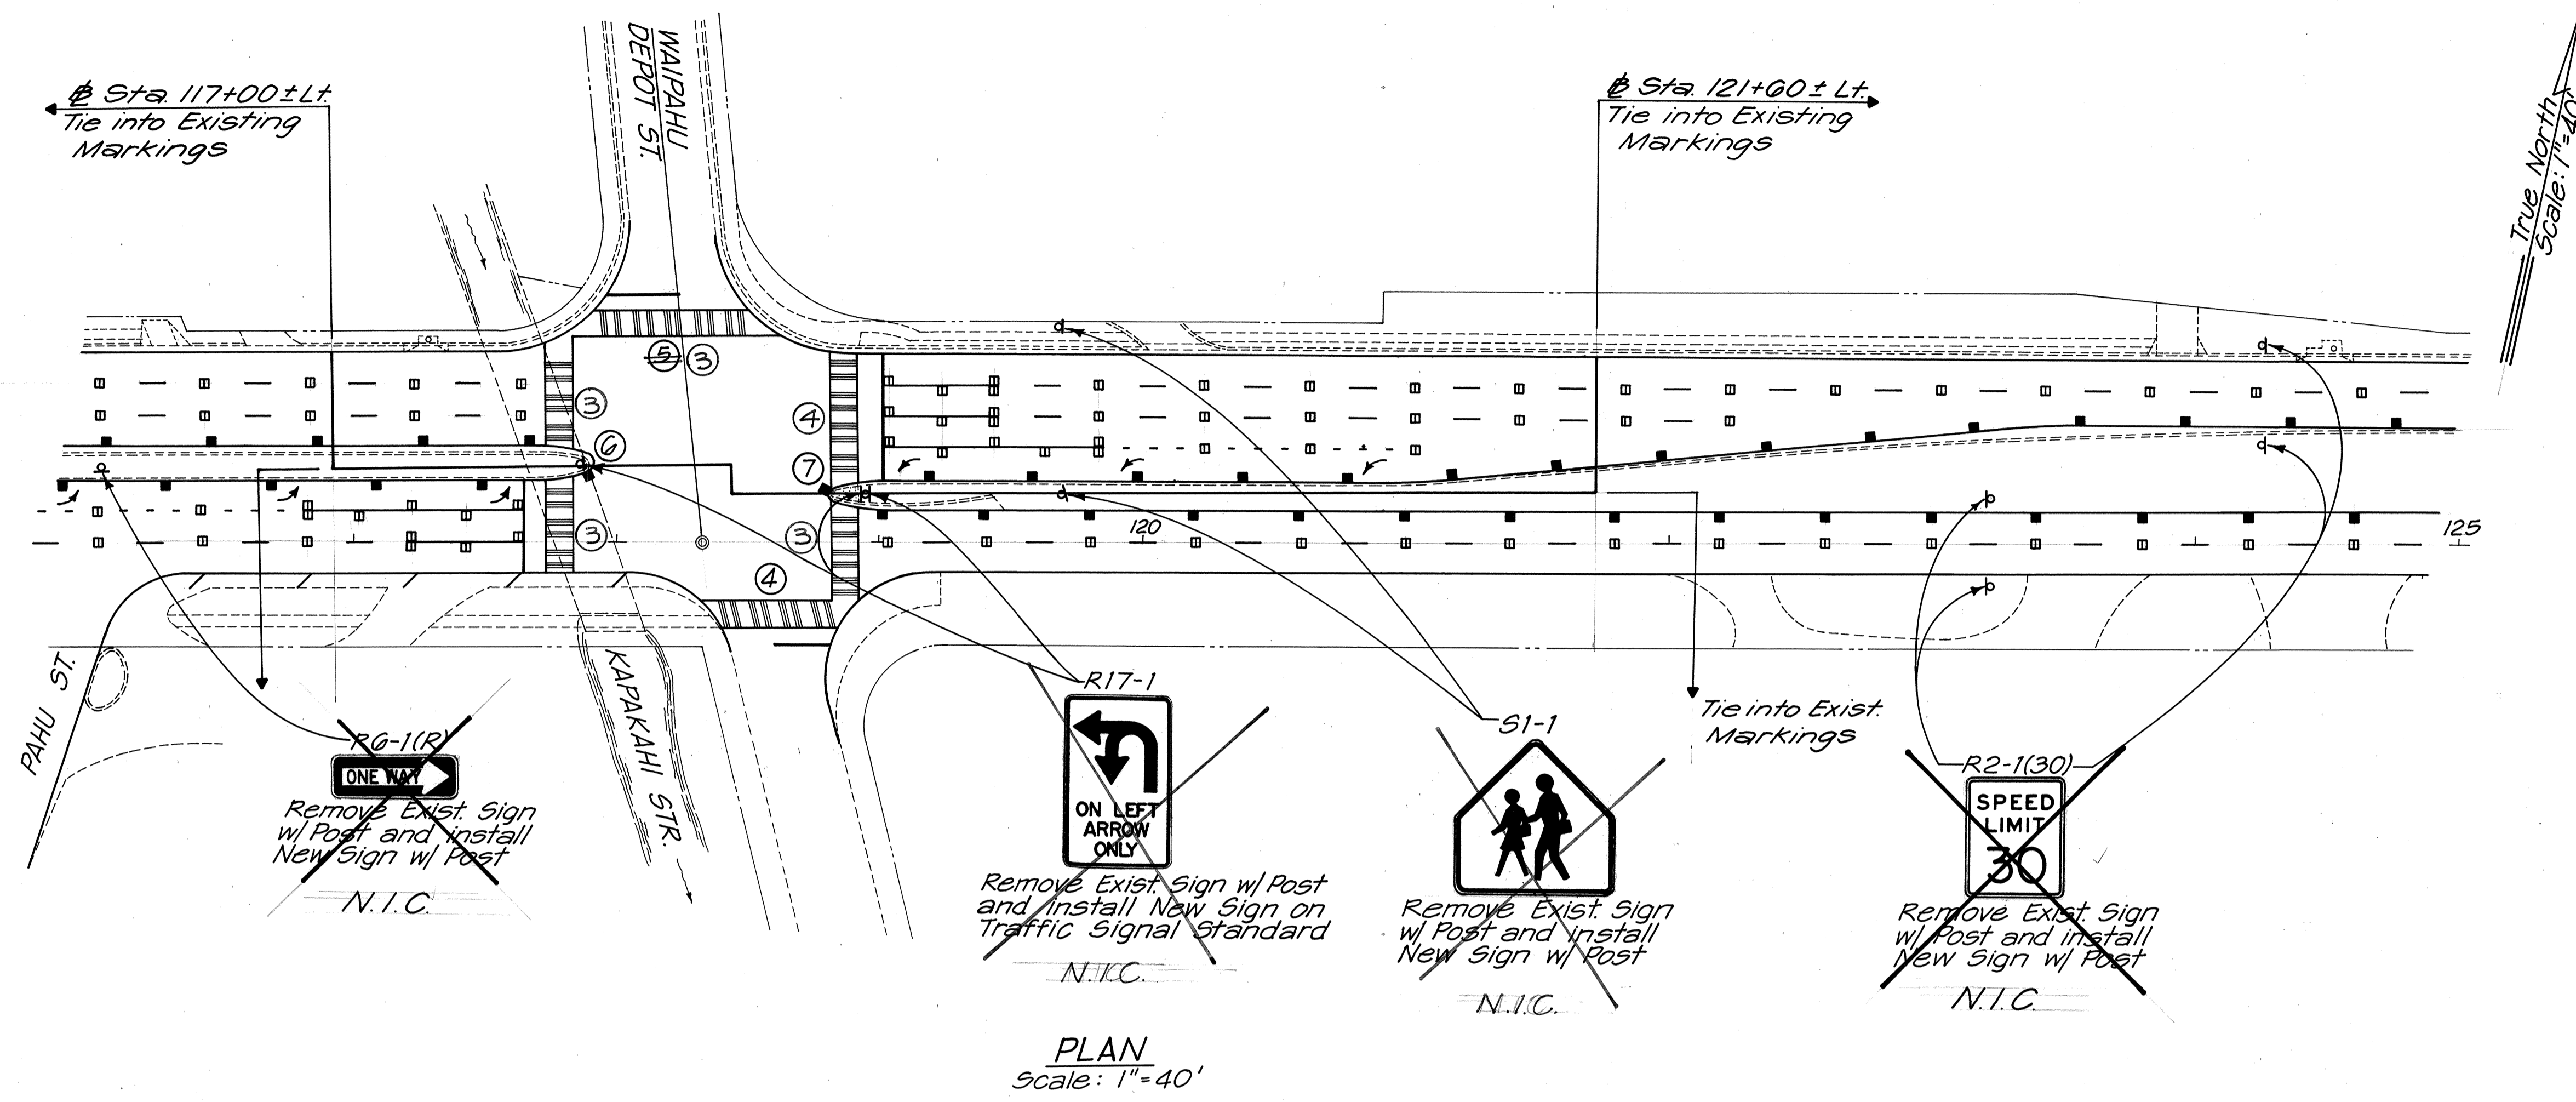 ℄ Sta. 117+00 ± Lt.
Tie into Existing
Markings
WAIPAHU
DEPOT ST.
℄ Sta. 121+60 ± Lt.
Tie into Existing
Markings
True North
Scale: 1"=40'
5
3
3
4
6
7
3
3
4
120
125
PAHU ST.
KAPAKAHI STR.
R6-1(R)
ONE WAY
Remove Exist. Sign
w/ Post and install
New Sign w/ Post
N.I.C.
R17-1
ON LEFT
ARROW
ONLY
Remove Exist. Sign w/ Post
and install New Sign on
Traffic Signal Standard
N.I.C.
S1-1
Remove Exist. Sign
w/ Post and install
New Sign w/ Post
N.I.C.
Tie into Exist.
Markings
R2-1(30)
SPEED
LIMIT
30
Remove Exist. Sign
w/ Post and install
New Sign w/ Post
N.I.C.
PLAN
Scale: 1"=40'